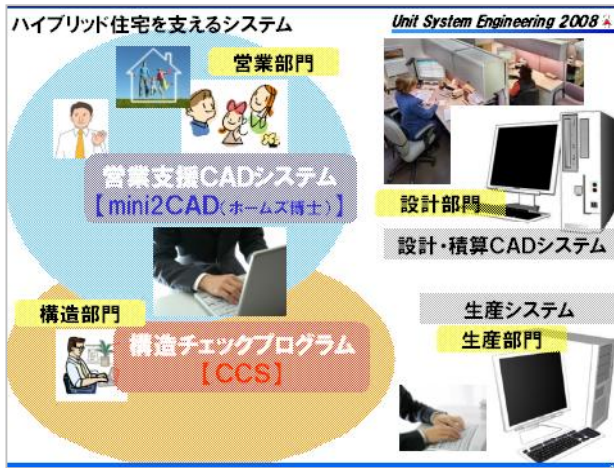 ハイブリッド住宅を支えるシステム
Unit System Engineering 2008
営業部門
営業支援CADシステム
【mini2CAD(ホームズ博士)】
設計部門
設計・積算CADシステム
構造部門
構造チェックプログラム
【CCS】
生産システム
生産部門